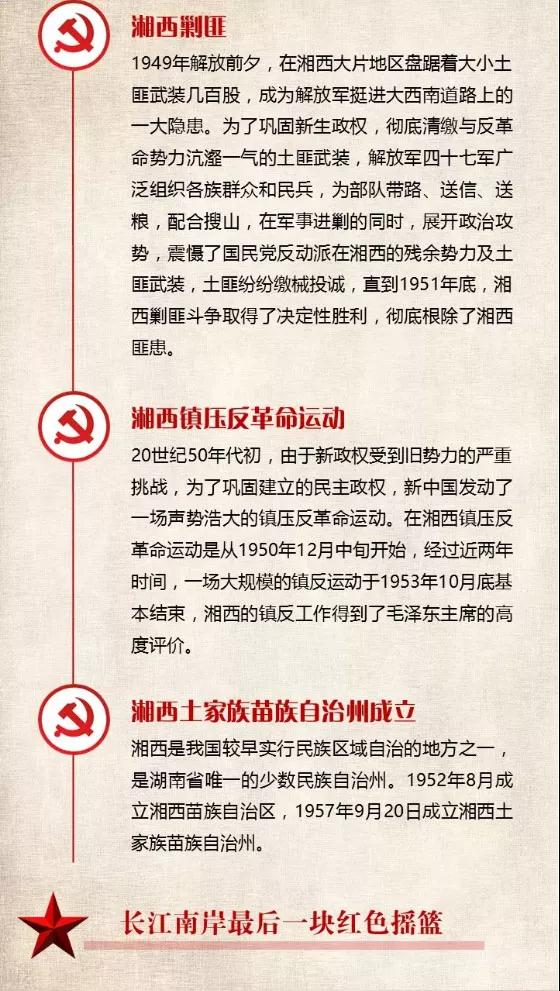 湘西剿匪
1949年解放前夕，在湘西大片地区盘踞着大小土
匪武装几百股，成为解放军挺进大西南道路上的
一大隐患。为了巩固新生政权，彻底清缴与反革
命势力沆瀣一气的土匪武装，解放军四十七军广
泛组织各族群众和民兵，为部队带路、送信、送
粮，配合搜山，在军事进剿的同时，展开政治攻
势，震慑了国民党反动派在湘西的残余势力及土
匪武装，土匪纷纷缴械投诚，直到1951年底，湘
西剿匪斗争取得了决定性胜利，彻底根除了湘西
匪患。
湘西镇压反革命运动
20世纪50年代初，由于新政权受到旧势力的严重
挑战，为了巩固建立的民主政权，新中国发动了
一场声势浩大的镇压反革命运动。在湘西镇压反
革命运动是从1950年12月中旬开始，经过近两年
时间，一场大规模的镇反运动于1953年10月底基
本结束，湘西的镇反工作得到了毛泽东主席的高
度评价。
湘西土家族苗族自治州成立
湘西是我国较早实行民族区域自治的地方之一，
是湖南省唯一的少数民族自治州。1952年8月成
立湘西苗族自治区，1957年9月20日成立湘西土
家族苗族自治州。
长江南岸最后一块红色摇篮